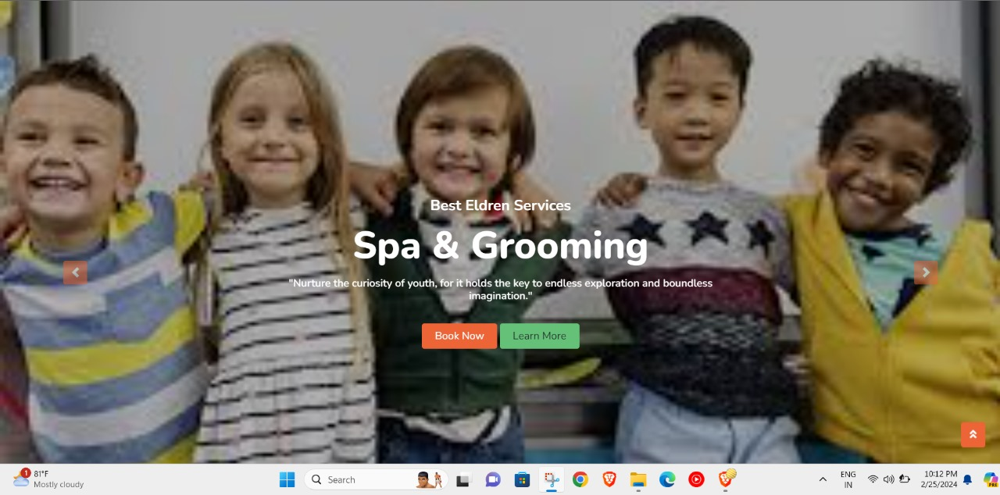 Best Eldren Services
Spa & Grooming
"Nurture the curiosity of youth, for it holds the key to endless exploration and boundless
imagination."
Book Now Learn More
1
81°F
Mostly cloudy
Search
ENG
IN
10:12 PM
2/25/2024
PRE